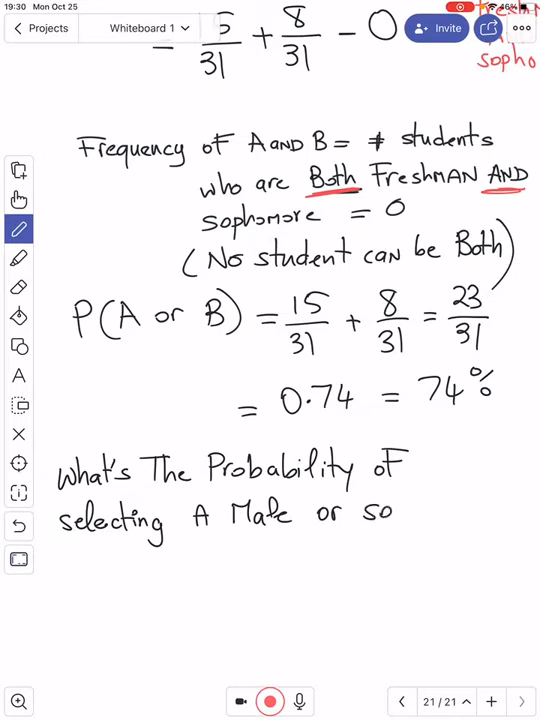 19:30 Mon Oct 25
46%
Projects
Whiteboard 1
Invite
= 15/31 + 8/31 - 0
sopho
Frequency of A AND B = # students
who are Both Freshman AND
sophomore = 0
(No student can be Both)
P(A or B) = 15/31 + 8/31 = 23/31
= 0.74 = 74%
What's The Probability of
selecting A Male or so
A
21/21